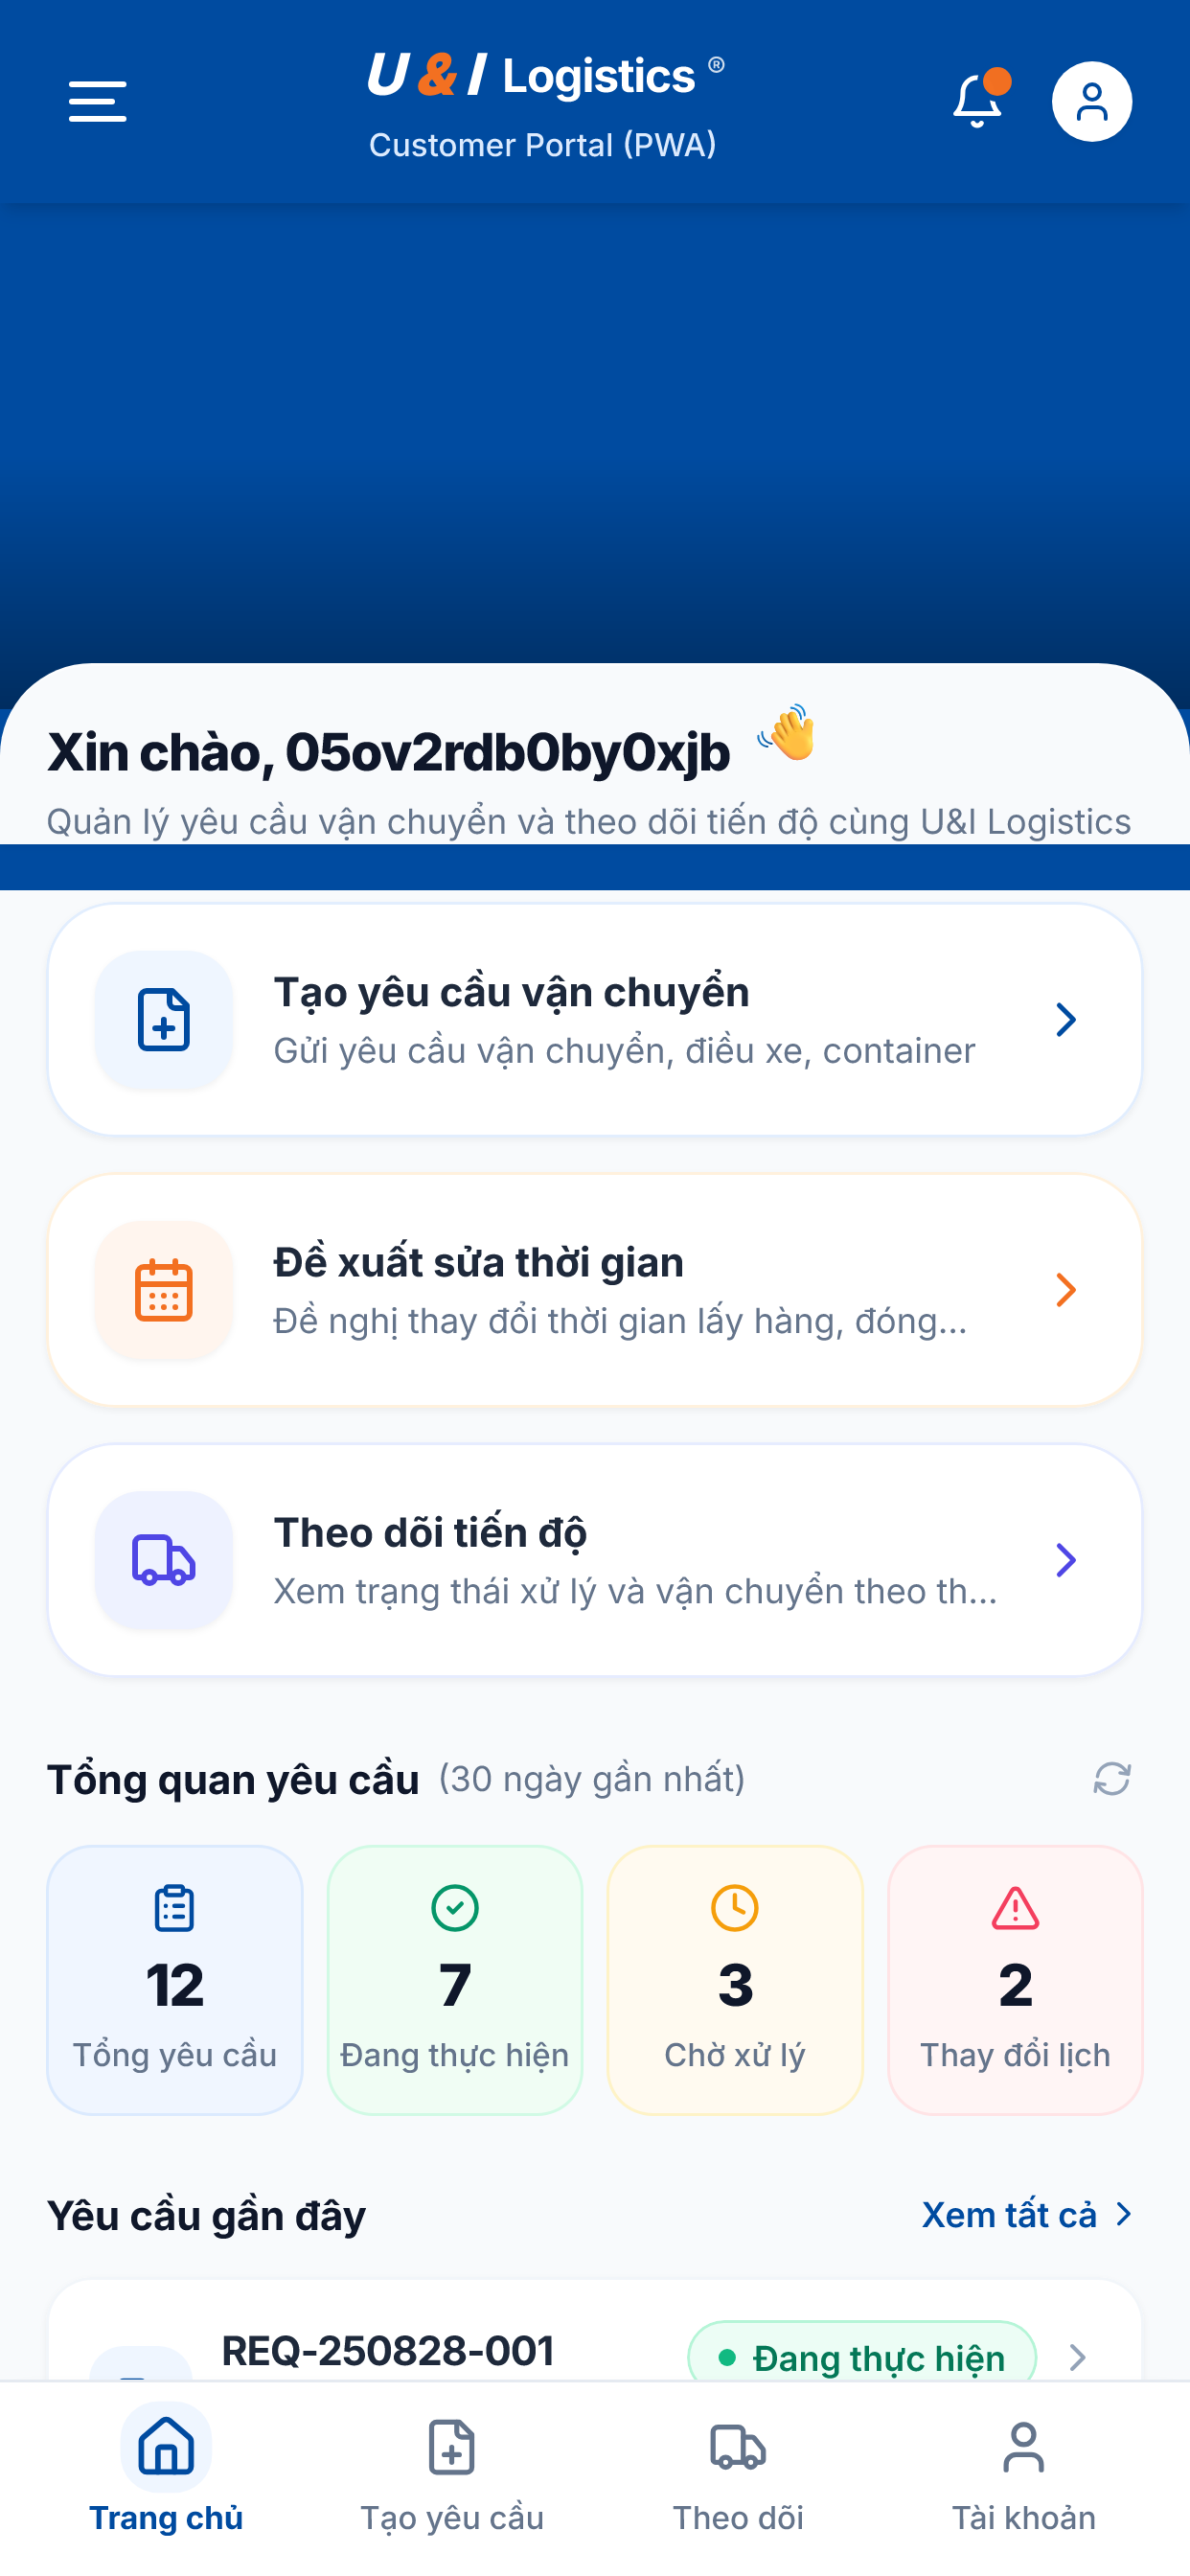 U & I Logistics ®
Customer Portal (PWA)
Xin chào, 05ov2rdb0by0xjb 👋
Quản lý yêu cầu vận chuyển và theo dõi tiến độ cùng U&I Logistics
Tạo yêu cầu vận chuyển
Gửi yêu cầu vận chuyển, điều xe, container
Đề xuất sửa thời gian
Đề nghị thay đổi thời gian lấy hàng, đóng...
Theo dõi tiến độ
Xem trạng thái xử lý và vận chuyển theo th...
Tổng quan yêu cầu (30 ngày gần nhất)
12
Tổng yêu cầu
7
Đang thực hiện
3
Chờ xử lý
2
Thay đổi lịch
Yêu cầu gần đây
Xem tất cả
REQ-250828-001
Đang thực hiện
Trang chủ
Tạo yêu cầu
Theo dõi
Tài khoản